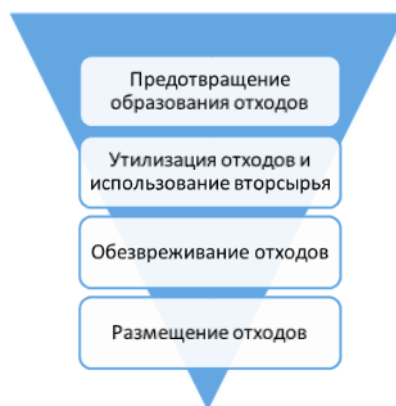 Предотвращение
образования отходов
Утилизация отходов и
использование вторсырья
Обезвреживание отходов
Размещение отходов